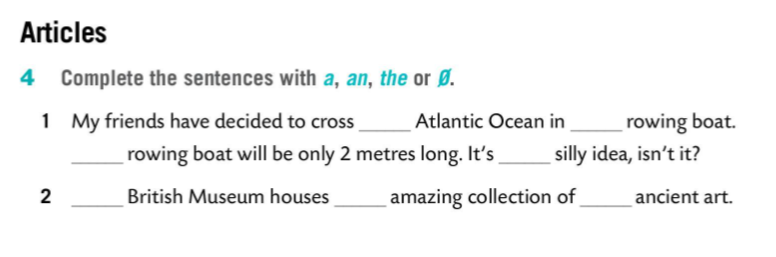 Articles
4 Complete the sentences with a, an, the or Ø.
1 My friends have decided to cross _____ Atlantic Ocean in _____ rowing boat.
_____ rowing boat will be only 2 metres long. It's _____ silly idea, isn't it?
2 _____ British Museum houses _____ amazing collection of _____ ancient art.